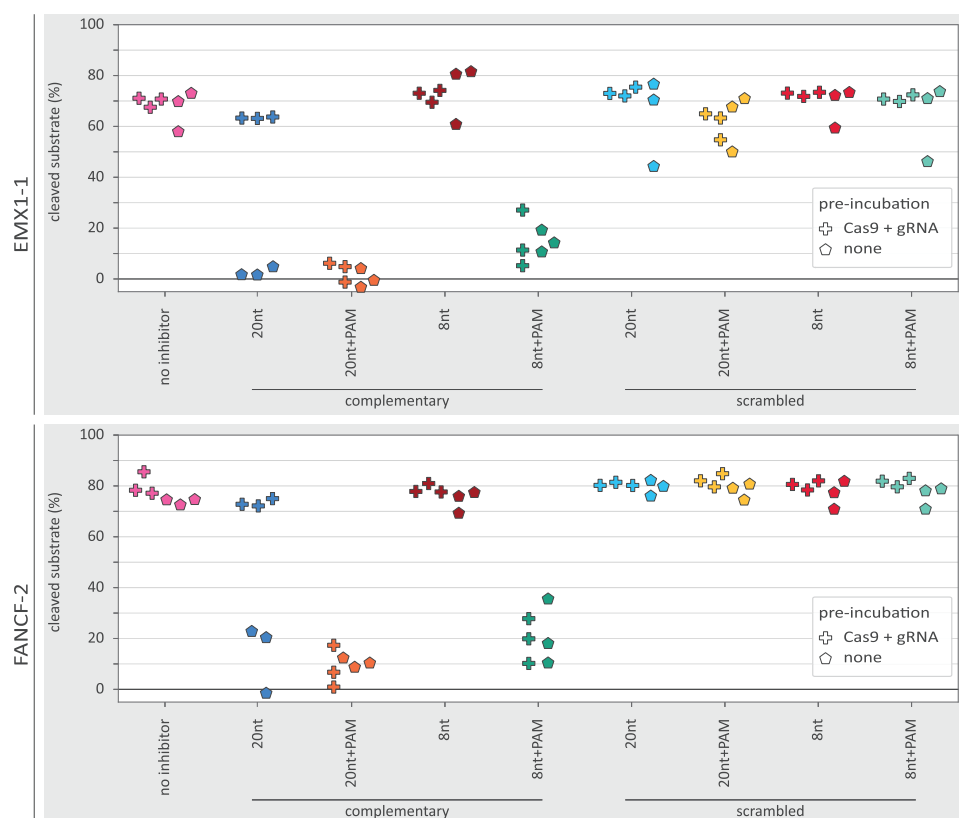 EMX1-1
cleaved substrate (%)
100
80
60
40
20
0
pre-incubation
Cas9 + gRNA
none
no inhibitor
20nt
20nt+PAM
8nt
8nt+PAM
20nt
20nt+PAM
8nt
8nt+PAM
complementary
scrambled
FANCF-2
cleaved substrate (%)
100
80
60
40
20
0
pre-incubation
Cas9 + gRNA
none
no inhibitor
20nt
20nt+PAM
8nt
8nt+PAM
20nt
20nt+PAM
8nt
8nt+PAM
complementary
scrambled